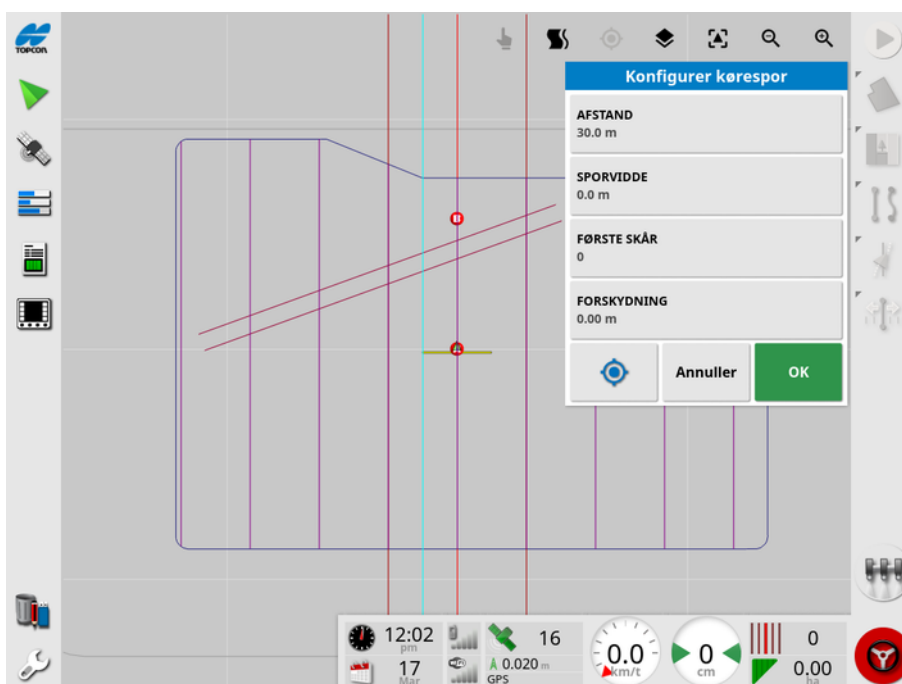 TOPCON
Konfigurer kørespor
AFSTAND
30.0 m
SPORVIDDE
0.0 m
FØRSTE SKÅR
0
FORSKYDNING
0.00 m
Annuller
OK
12:02
pm
16
0.0
km/t
0
cm
0
17
Mar
0.020 m
GPS
0.00
ha